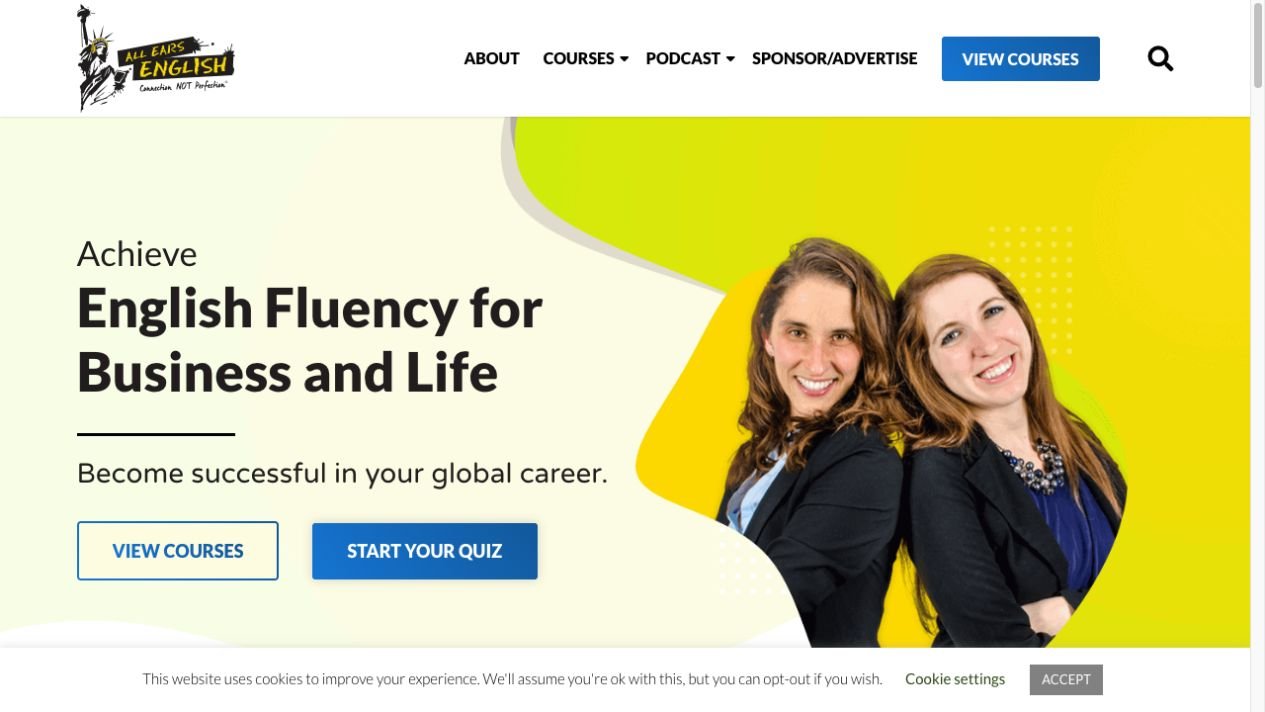 ALL EARS
ENGLISH
Connection NOT Perfection
ABOUT COURSES PODCAST SPONSOR/ADVERTISE VIEW COURSES
Achieve
English Fluency for
Business and Life
Become successful in your global career.
VIEW COURSES START YOUR QUIZ
This website uses cookies to improve your experience. We'll assume you're ok with this, but you can opt-out if you wish. Cookie settings ACCEPT